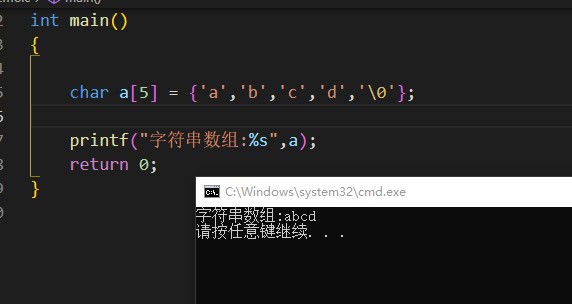 main()
2 int main()
3 {
4
5 char a[5] = {'a','b','c','d','\0'};
6
7 printf("字符串数组:%s",a);
8 return 0;
9 }
0
C:\Windows\system32\cmd.exe
字符串数组:abcd
请按任意键继续. . .